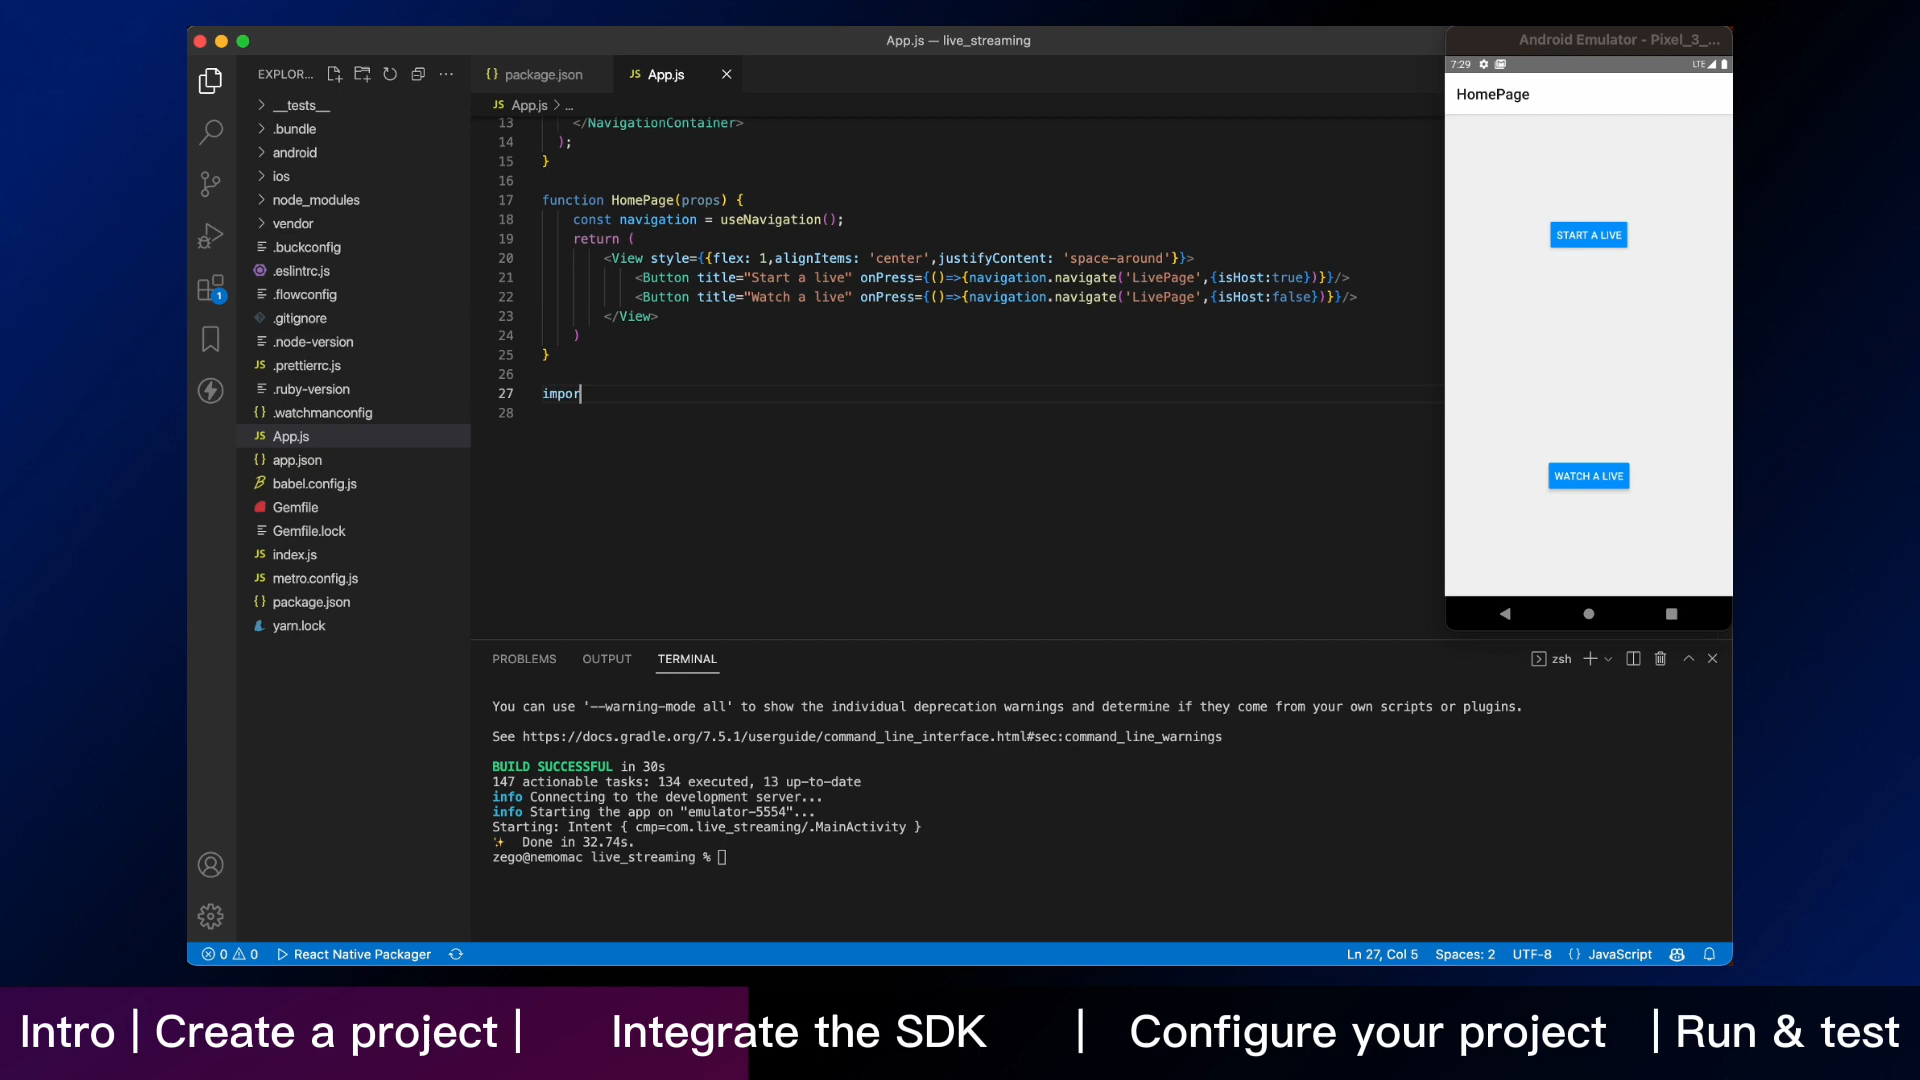 App.js — live_streaming
Android Emulator - Pixel_3_...
EXPLOR...
package.json
JS App.js
7:29
LTE
JS App.js > ...
HomePage
__tests__
.bundle
android
ios
node_modules
vendor
.buckconfig
.eslintrc.js
.flowconfig
.gitignore
.node-version
JS .prettierrc.js
.ruby-version
{} .watchmanconfig
JS App.js
{} app.json
babel.config.js
Gemfile
Gemfile.lock
JS index.js
JS metro.config.js
{} package.json
yarn.lock
1
13 </NavigationContainer>
14 );
15 }
16
17 function HomePage(props) {
18 const navigation = useNavigation();
19 return (
20 <View style={{flex: 1,alignItems: 'center',justifyContent: 'space-around'}}>
21 <Button title="Start a live" onPress={()=>{navigation.navigate('LivePage',{isHost:true})}}/>
22 <Button title="Watch a live" onPress={()=>{navigation.navigate('LivePage',{isHost:false})}}/>
23 </View>
24 )
25 }
26
27 impor
28
START A LIVE
WATCH A LIVE
PROBLEMS OUTPUT TERMINAL
zsh
You can use '--warning-mode all' to show the individual deprecation warnings and determine if they come from your own scripts or plugins.
See https://docs.gradle.org/7.5.1/userguide/command_line_interface.html#sec:command_line_warnings
BUILD SUCCESSFUL in 30s
147 actionable tasks: 134 executed, 13 up-to-date
info Connecting to the development server...
info Starting the app on "emulator-5554"...
Starting: Intent { cmp=com.live_streaming/.MainActivity }
✨ Done in 32.74s.
zego@nemomac live_streaming %
0 0 React Native Packager
Ln 27, Col 5 Spaces: 2 UTF-8 {} JavaScript
Intro | Create a project | Integrate the SDK | Configure your project | Run & test